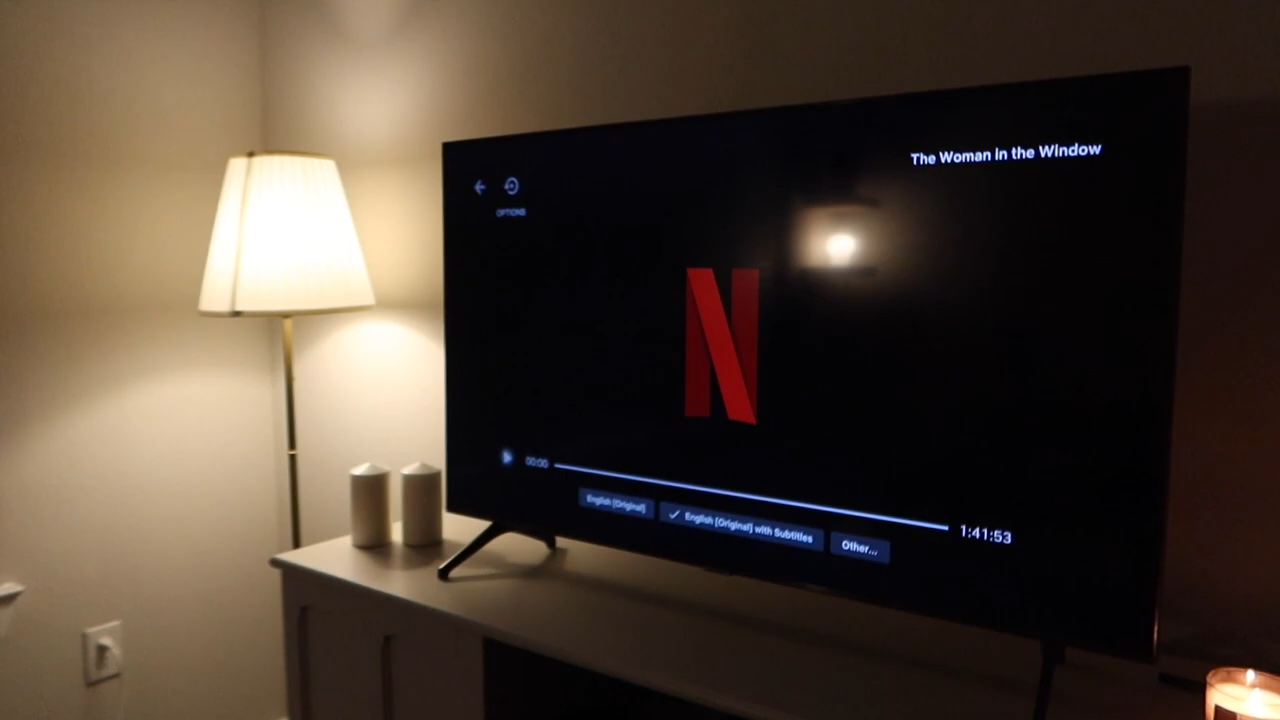 The Woman in the Window
OPTIONS
N
00:00
1:41:53
English [Original]
English [Original] with Subtitles
Other...